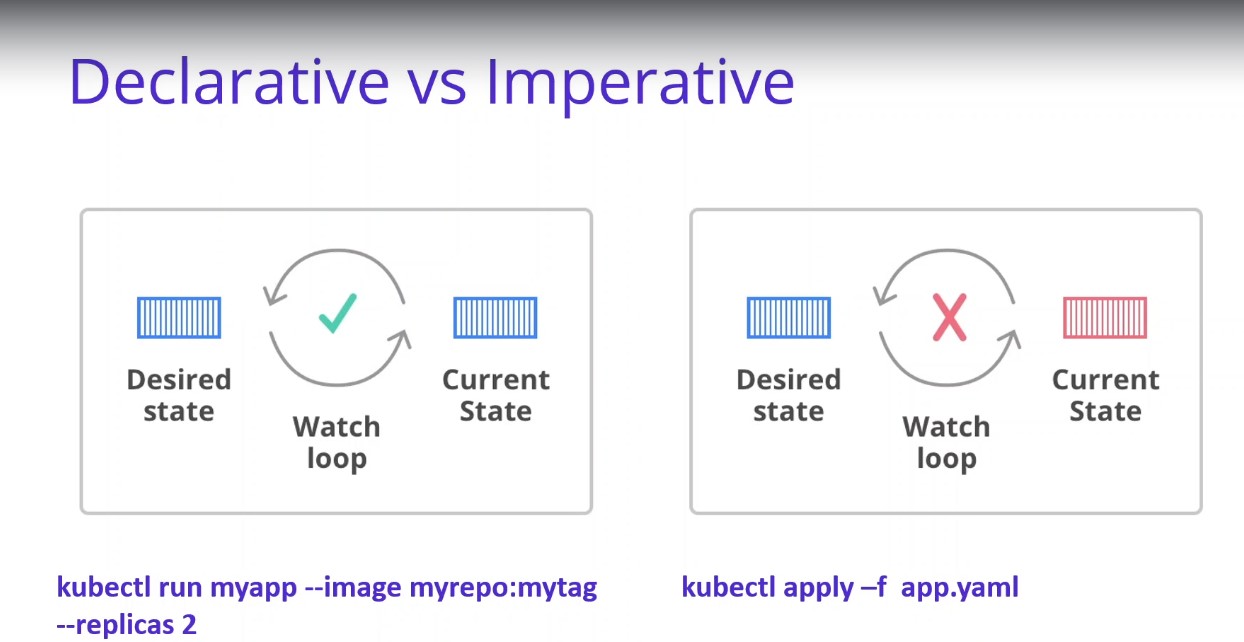 Declarative vs Imperative
Desired
state
Watch
loop
Current
State
Desired
state
Watch
loop
Current
State
kubectl run myapp --image myrepo:mytag
--replicas 2
kubectl apply –f  app.yaml